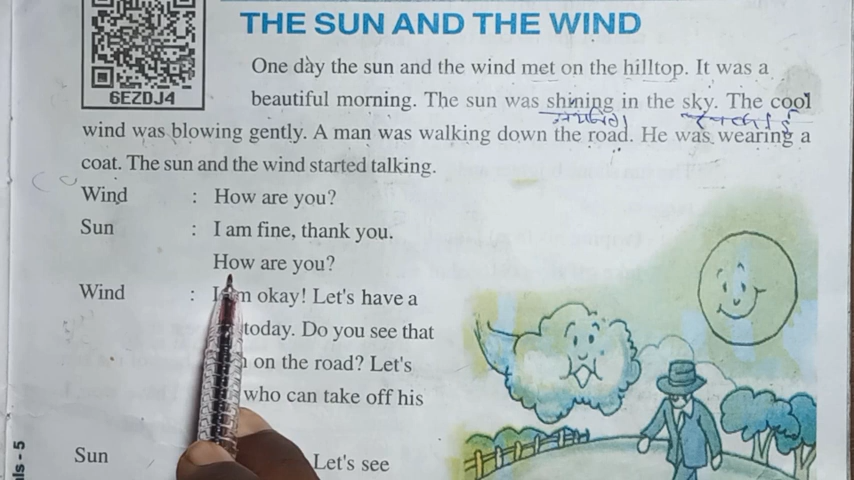 THE SUN AND THE WIND
6EZDJ4
One day the sun and the wind met on the hilltop. It was a
beautiful morning. The sun was shining in the sky. The cool
wind was blowing gently. A man was walking down the road. He was wearing a
coat. The sun and the wind started talking.
Wind : How are you?
Sun : I am fine, thank you.
How are you?
Wind : I am okay! Let's have a
today. Do you see that
on the road? Let's
who can take off his
Sun Let's see
ls - 5